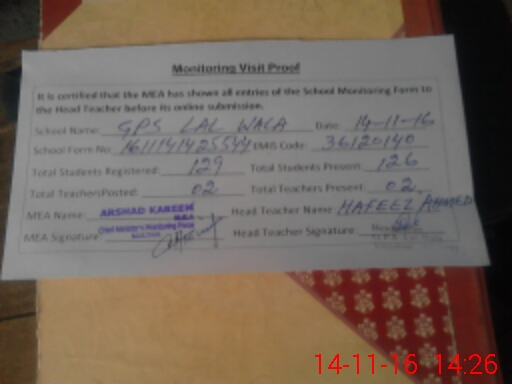 Monitoring Visit Proof
It is certified that the MEA has shown all entries of the School Monitoring Form to
the Head Teacher before its online submission.
School Name: GPS LAL WAGA Date: 14-11-16
School Form No: 1611141425544 EMIS Code: 36120140
Total Students Registered: 129 Total Students Present: 126
Total Teachers Posted: 02 Total Teachers Present: 02
MEA Name: ARSHAD KAREEM Head Teacher Name HAFEEZ AHMED
MEA
Chief Minister's Monitoring Force
MEA Signature: Head Teacher Signature
14-11-16 14:26